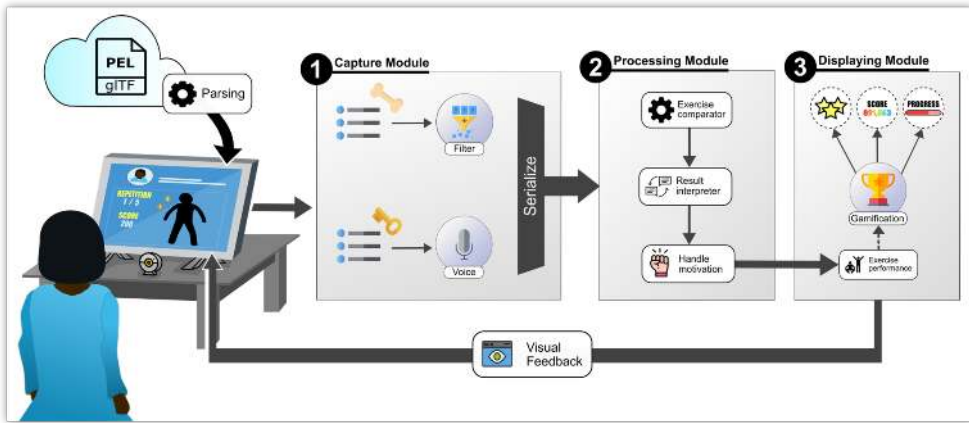 PEL
glTF
Parsing
REPETITION
1 / 3
SCORE
200
1 Capture Module
Filter
Voice
Serialize
2 Processing Module
Exercise
comparator
Result
interpreter
Handle
motivation
3 Displaying Module
SCORE
PROGRESS
Gamification
Exercise
performance
Visual
Feedback